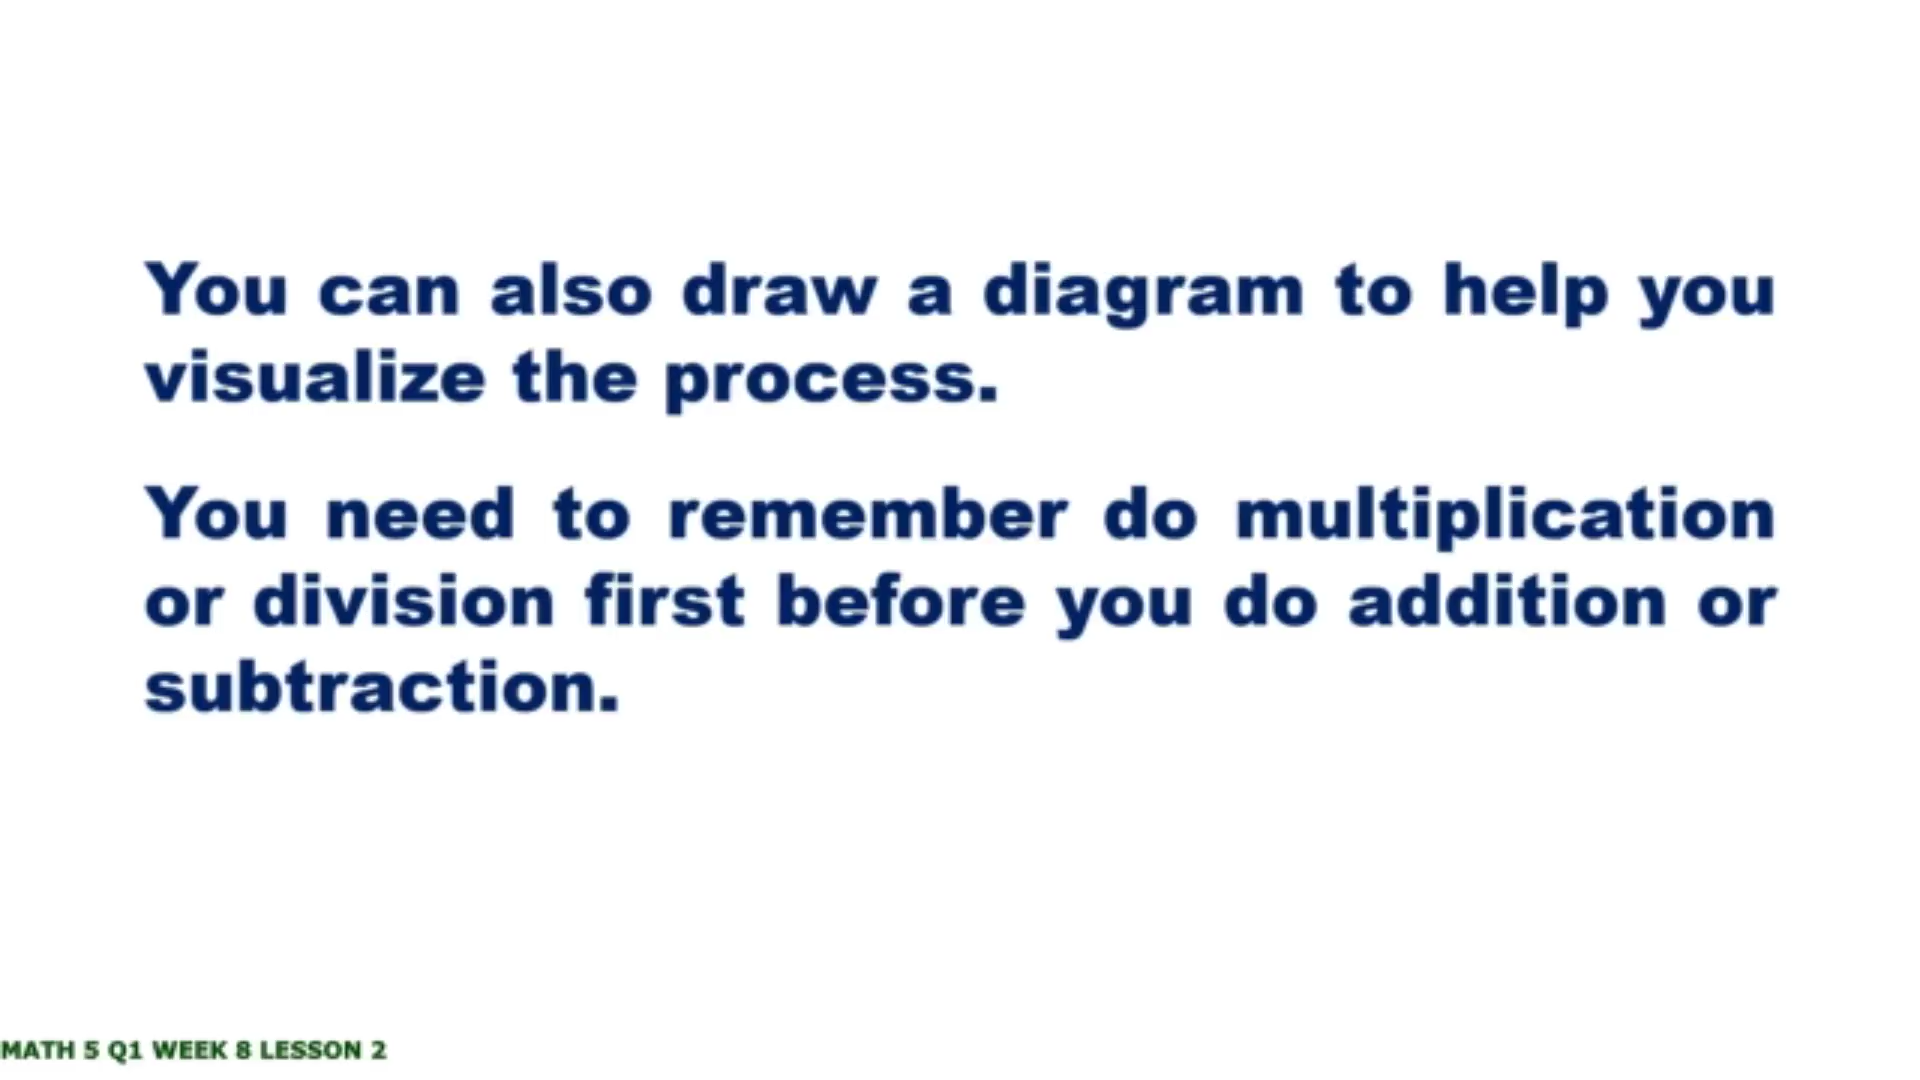 You can also draw a diagram to help you
visualize the process.
You need to remember do multiplication
or division first before you do addition or
subtraction.
MATH 5 Q1 WEEK 8 LESSON 2